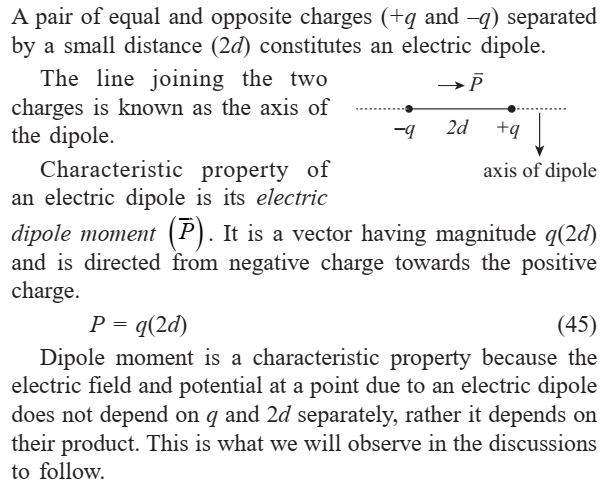 A pair of equal and opposite charges (+q and –q) separated
by a small distance (2d) constitutes an electric dipole.
The line joining the two
charges is known as the axis of
the dipole.
P̄
–q 2d +q
axis of dipole
Characteristic property of
an electric dipole is its electric
dipole moment (P̄). It is a vector having magnitude q(2d)
and is directed from negative charge towards the positive
charge.
P = q(2d) (45)
Dipole moment is a characteristic property because the
electric field and potential at a point due to an electric dipole
does not depend on q and 2d separately, rather it depends on
their product. This is what we will observe in the discussions
to follow.